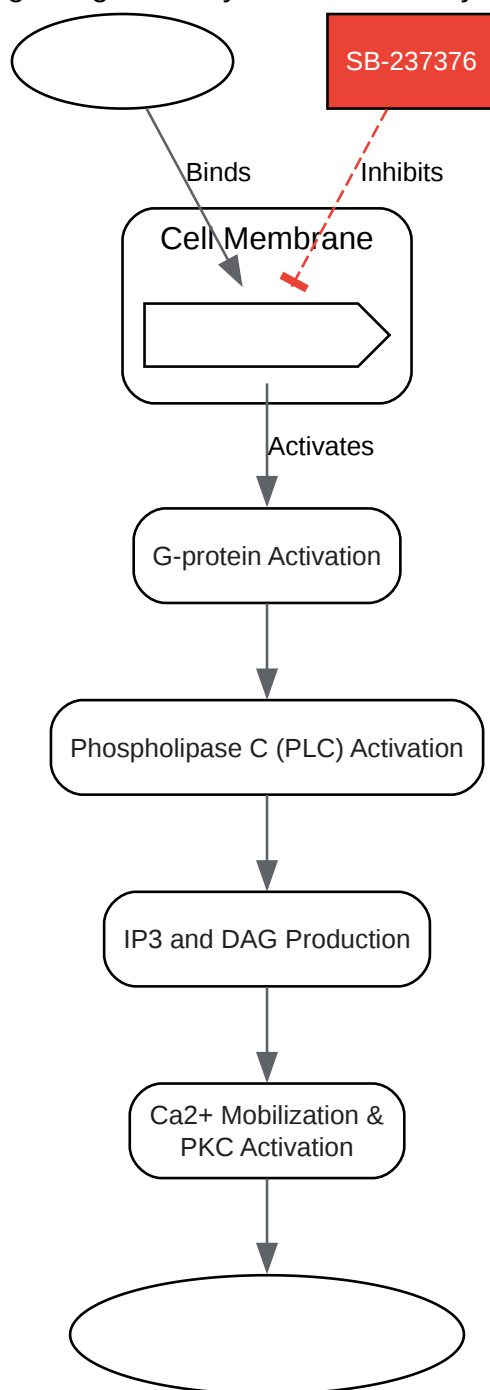 SB-237376
Binds
Inhibits
Cell Membrane
Activates
G-protein Activation
Phospholipase C (PLC) Activation
IP3 and DAG Production
Ca2+ Mobilization &
PKC Activation